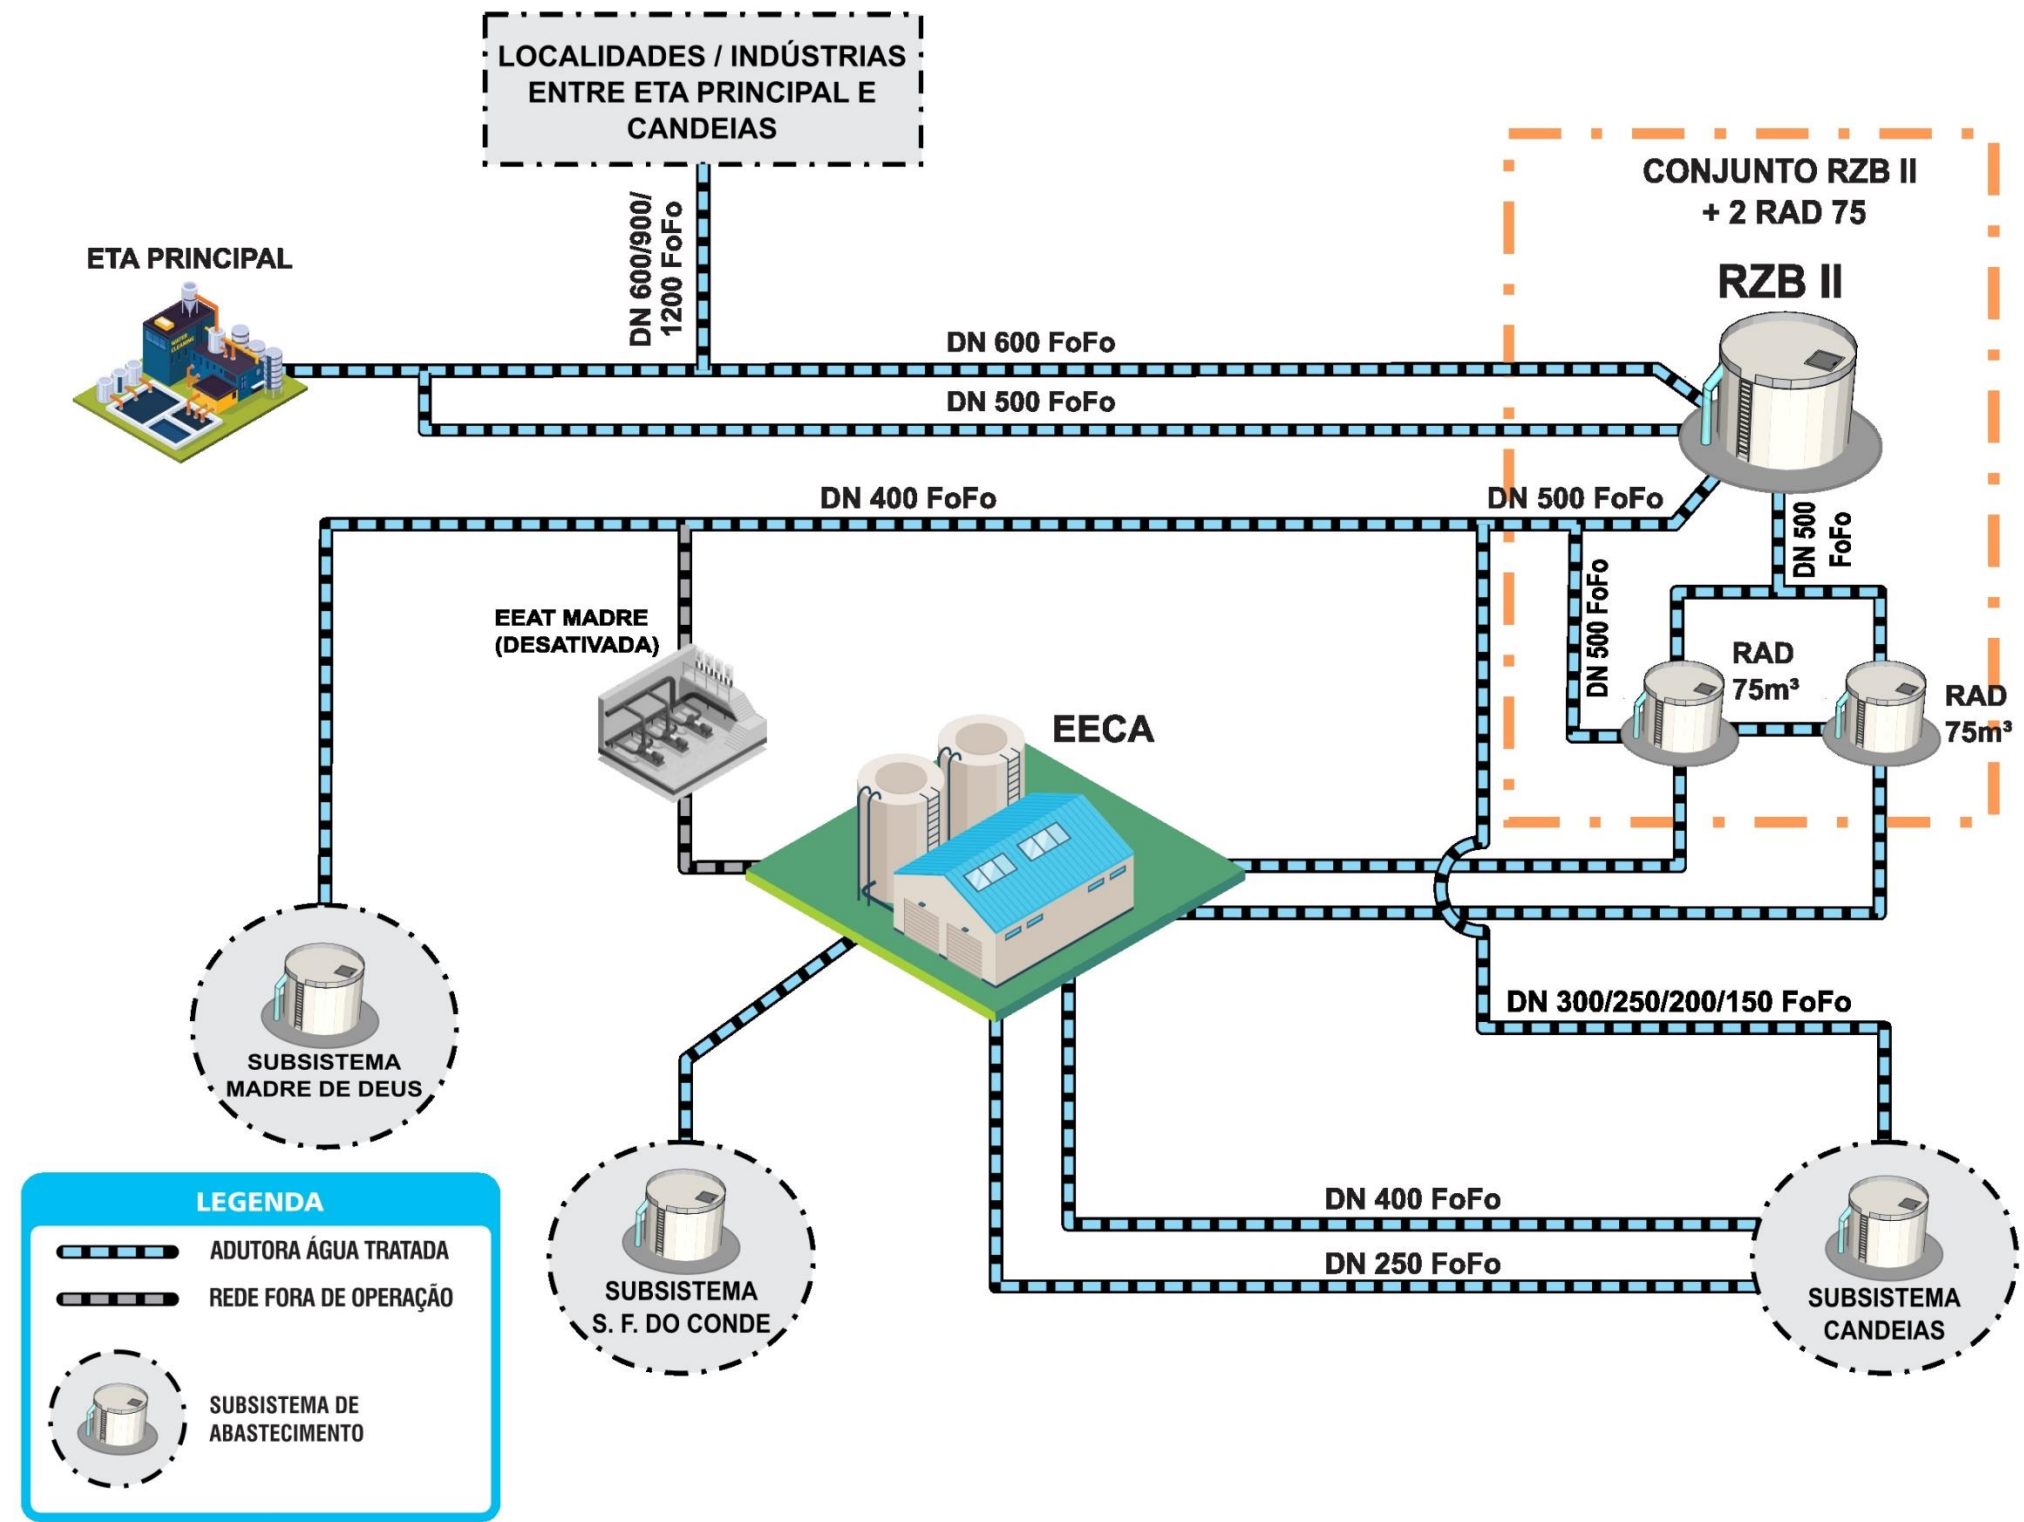 LOCALIDADES / INDÚSTRIAS
ENTRE ETA PRINCIPAL E
CANDEIAS
DN 600/900/
1200 FoFo
ETA PRINCIPAL
WATER
CLEANING
CONJUNTO RZB II
+ 2 RAD 75
RZB II
DN 600 FoFo
DN 500 FoFo
DN 400 FoFo
DN 500 FoFo
DN 500
FoFo
DN 500 FoFo
EEAT MADRE
(DESATIVADA)
RAD
75m³
RAD
75m³
EECA
DN 300/250/200/150 FoFo
SUBSISTEMA
MADRE DE DEUS
DN 400 FoFo
DN 250 FoFo
SUBSISTEMA
S. F. DO CONDE
SUBSISTEMA
CANDEIAS
LEGENDA
ADUTORA ÁGUA TRATADA
REDE FORA DE OPERAÇÃO
SUBSISTEMA DE
ABASTECIMENTO